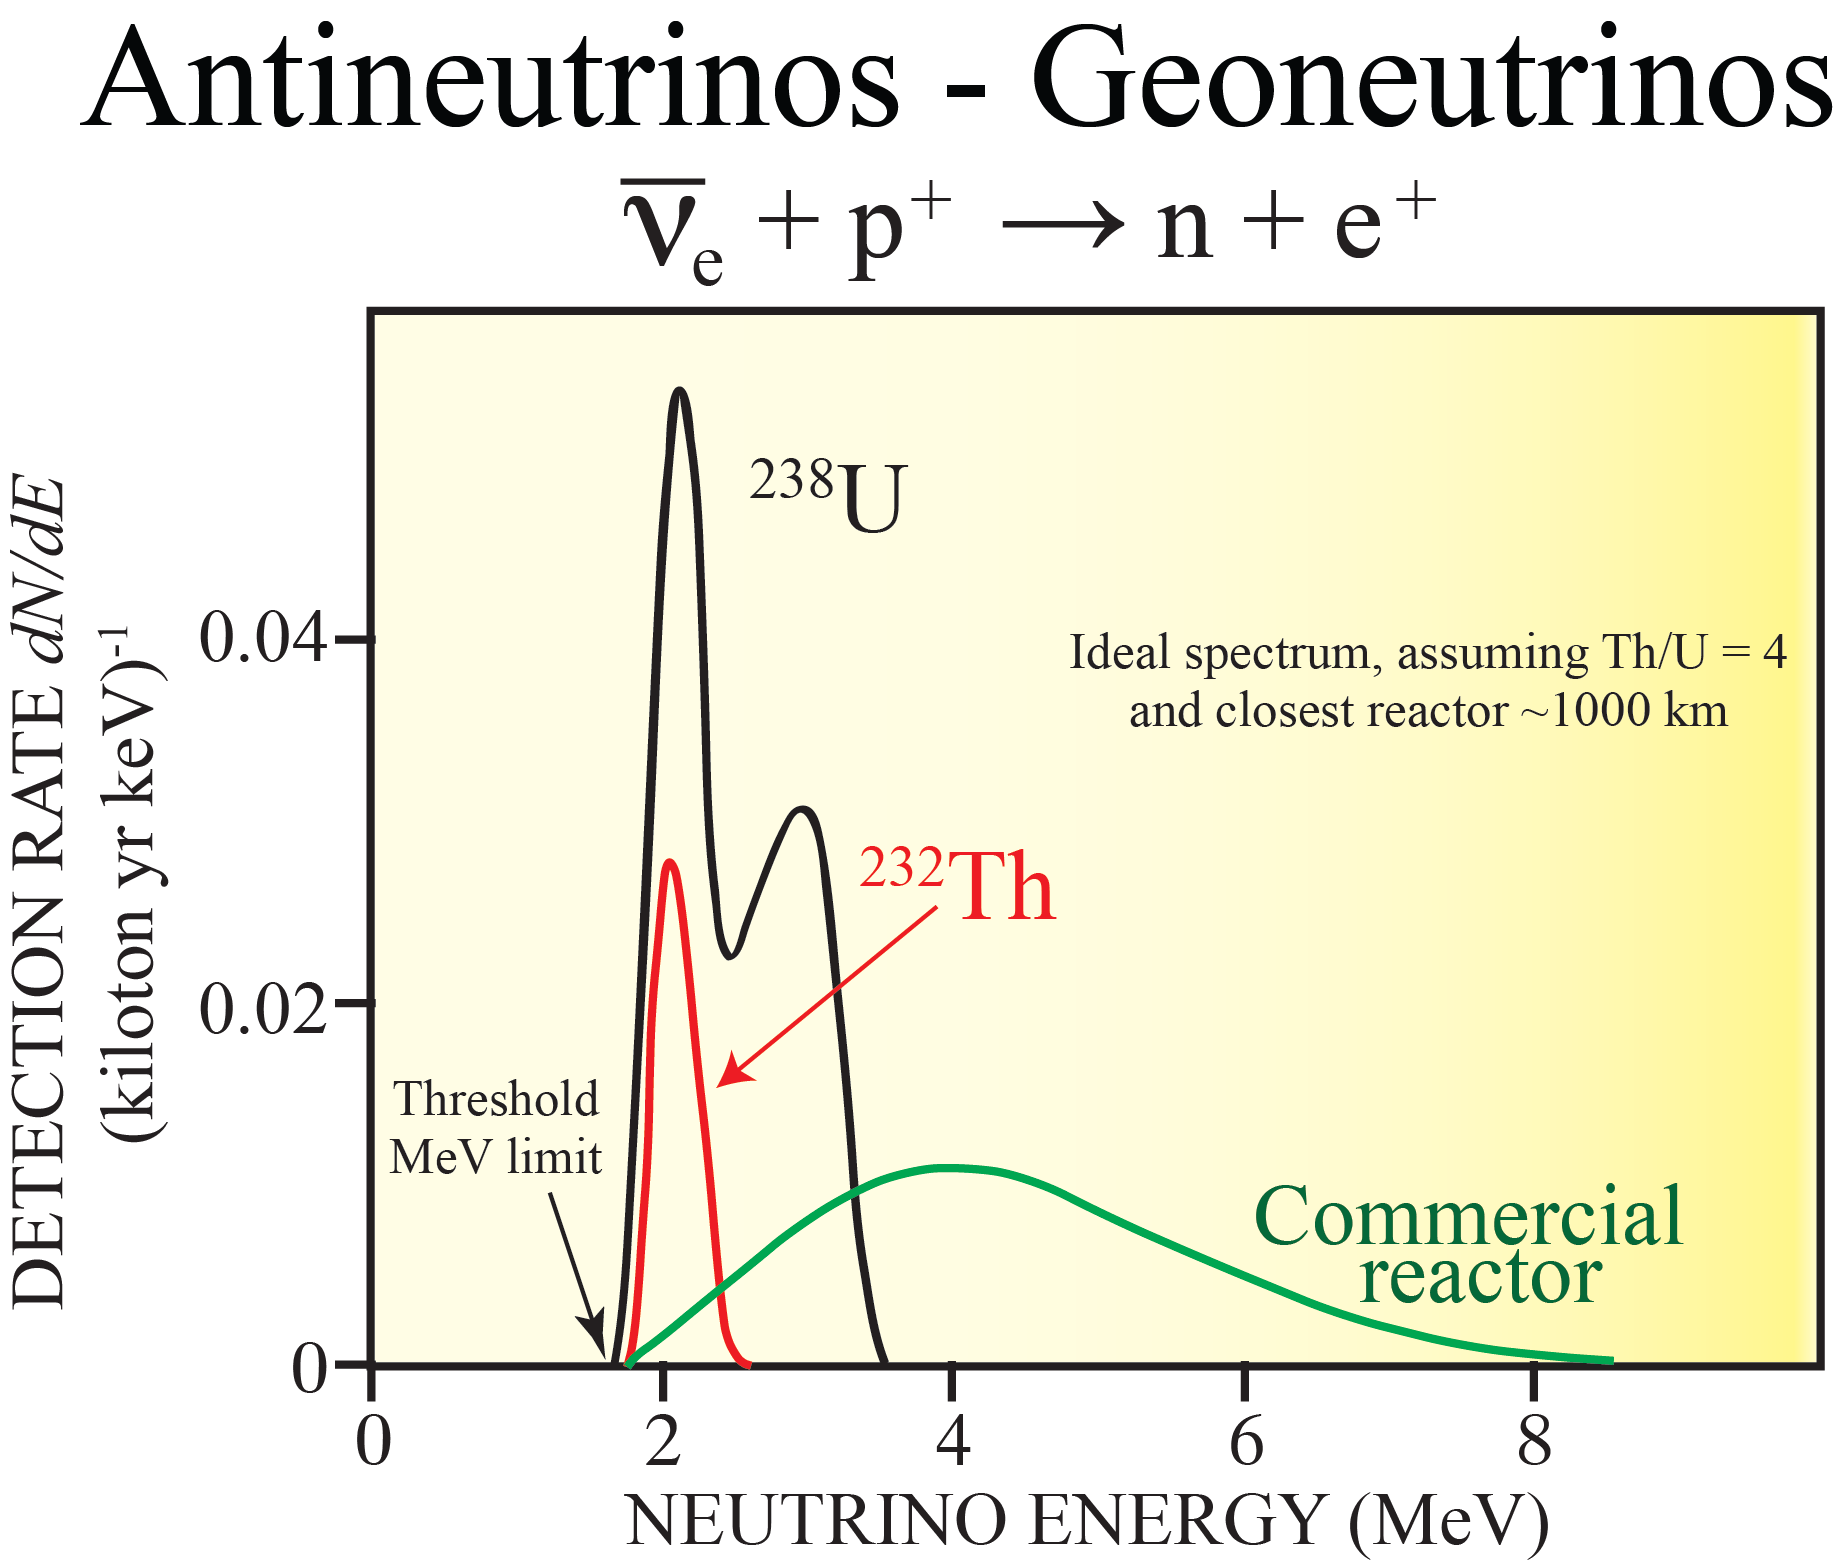 Antineutrinos - Geoneutrinos
ν̅ₑ + p⁺ → n + e⁺
DETECTION RATE dN/dE
(kiloton yr keV)⁻¹
²³⁸U
0.04
Ideal spectrum, assuming Th/U = 4
and closest reactor ~1000 km
²³²Th
0.02
Threshold
MeV limit
Commercial
reactor
0
0 2 4 6 8
NEUTRINO ENERGY (MeV)